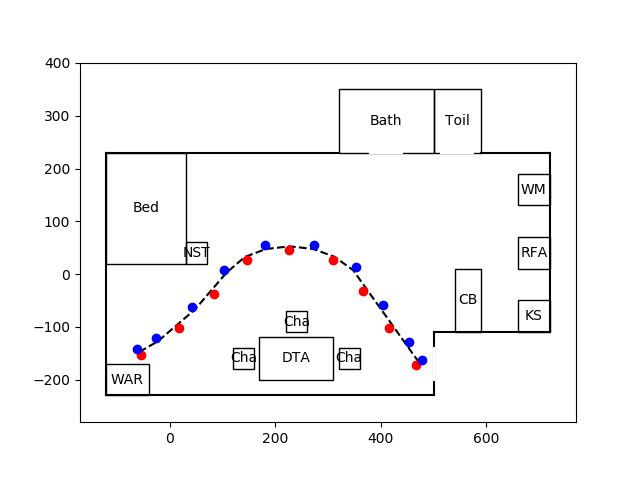 400
300
200
100
0
−100
−200
0
200
400
600
Bath
Toil
Bed
WM
NST
RFA
CB
KS
Cha
Cha
DTA
Cha
WAR